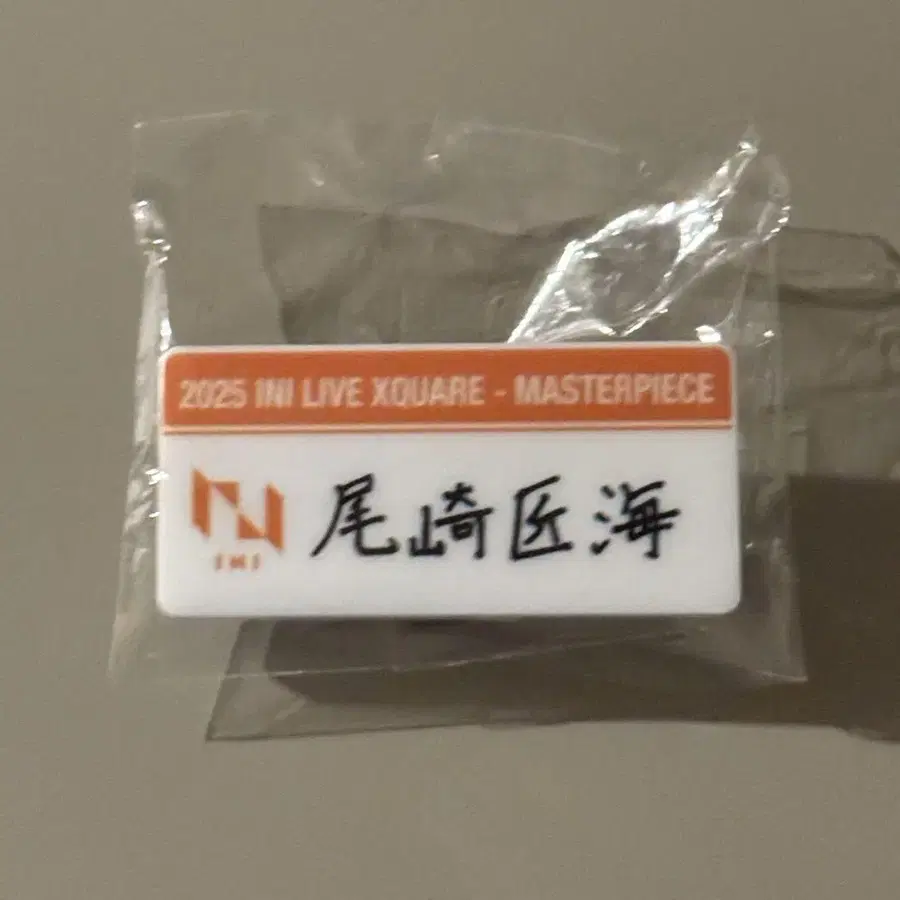 2025 INI LIVE XQUARE - MASTERPIECE
尾崎匠海
INI